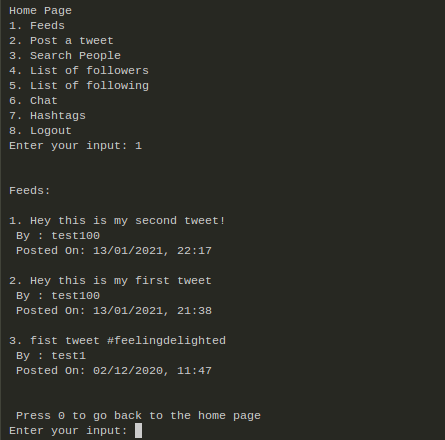 Home Page
1. Feeds
2. Post a tweet
3. Search People
4. List of followers
5. List of following
6. Chat
7. Hashtags
8. Logout
Enter your input: 1
Feeds:
1. Hey this is my second tweet!
By : test100
Posted On: 13/01/2021, 22:17
2. Hey this is my first tweet
By : test100
Posted On: 13/01/2021, 21:38
3. fist tweet #feelingdelighted
By : test1
Posted On: 02/12/2020, 11:47
Press 0 to go back to the home page
Enter your input: